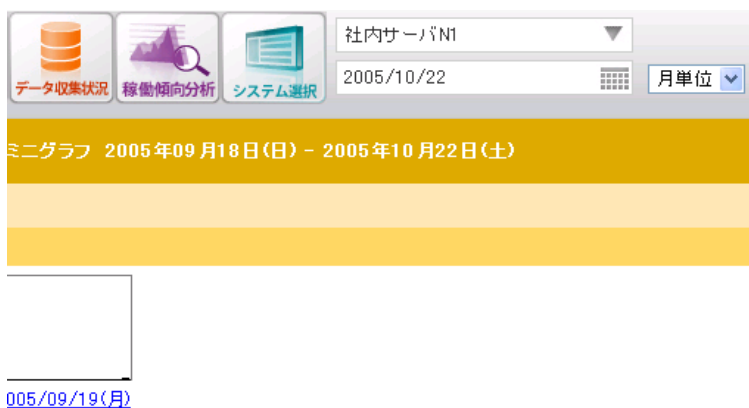 社内サーバN1
2005/10/22
月単位
データ収集状況
稼働傾向分析
システム選択
ミニグラフ 2005年09月18日(日) - 2005年10月22日(土)
005/09/19(月)